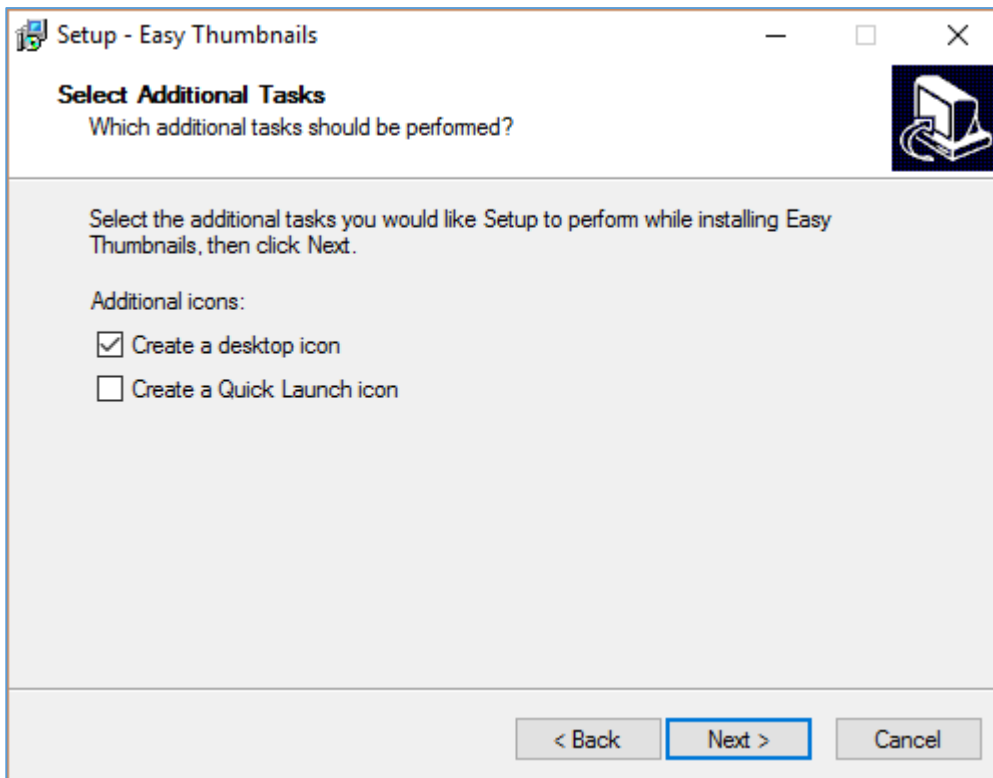 Setup - Easy Thumbnails
Select Additional Tasks
Which additional tasks should be performed?
Select the additional tasks you would like Setup to perform while installing Easy
Thumbnails, then click Next.
Additional icons:
Create a desktop icon
Create a Quick Launch icon
< Back Next > Cancel